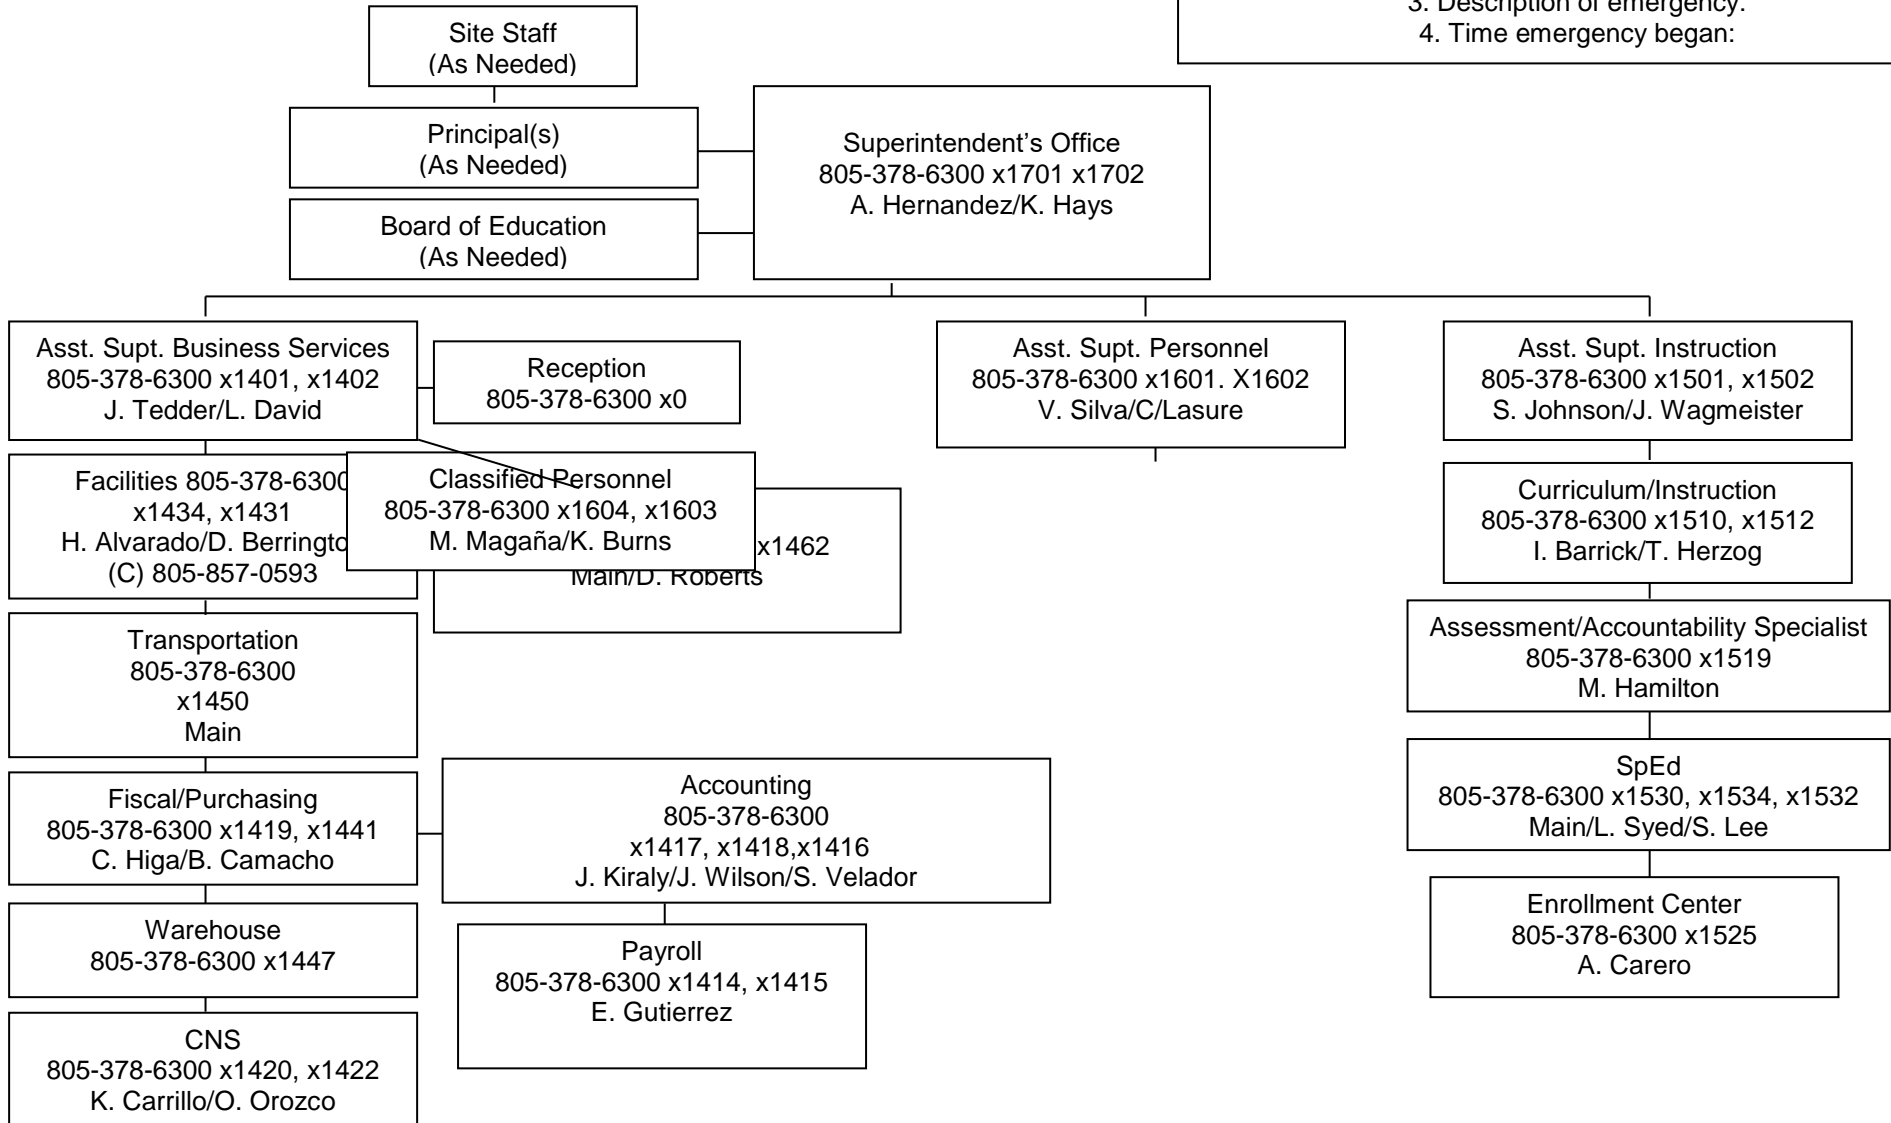 3. Description of emergency:
4. Time emergency began:
Site Staff
(As Needed)
Principal(s)
(As Needed)
Superintendent’s Office
805-378-6300 x1701 x1702
A. Hernandez/K. Hays
Board of Education
(As Needed)
Asst. Supt. Business Services
805-378-6300 x1401, x1402
J. Tedder/L. David
Reception
805-378-6300 x0
Asst. Supt. Personnel
805-378-6300 x1601. X1602
V. Silva/C/Lasure
Asst. Supt. Instruction
805-378-6300 x1501, x1502
S. Johnson/J. Wagmeister
Facilities 805-378-6300
x1434, x1431
H. Alvarado/D. Berringto
(C) 805-857-0593
Classified Personnel
805-378-6300 x1604, x1603
M. Magaña/K. Burns
x1462
Main/D. Roberts
Curriculum/Instruction
805-378-6300 x1510, x1512
I. Barrick/T. Herzog
Transportation
805-378-6300
x1450
Main
Assessment/Accountability Specialist
805-378-6300 x1519
M. Hamilton
Fiscal/Purchasing
805-378-6300 x1419, x1441
C. Higa/B. Camacho
Accounting
805-378-6300
x1417, x1418,x1416
J. Kiraly/J. Wilson/S. Velador
SpEd
805-378-6300 x1530, x1534, x1532
Main/L. Syed/S. Lee
Warehouse
805-378-6300 x1447
Payroll
805-378-6300 x1414, x1415
E. Gutierrez
Enrollment Center
805-378-6300 x1525
A. Carero
CNS
805-378-6300 x1420, x1422
K. Carrillo/O. Orozco